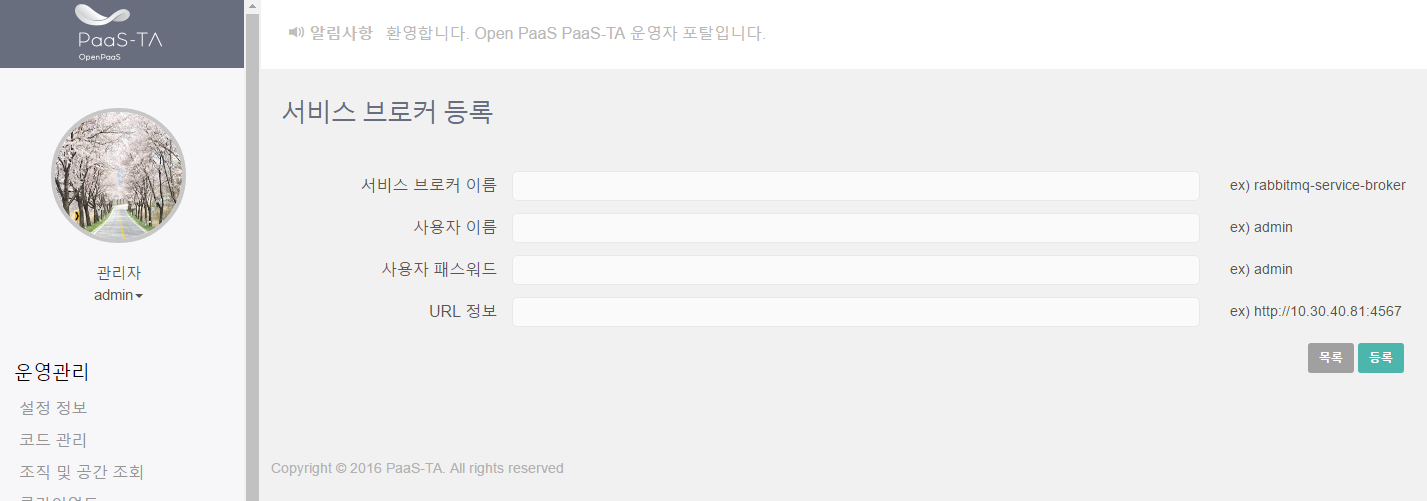 PaaS-TA
OpenPaaS
알림사항 환영합니다. Open PaaS PaaS-TA 운영자 포탈입니다.
관리자
admin
운영관리
설정 정보
코드 관리
조직 및 공간 조회
서비스 브로커 등록
서비스 브로커 이름 ex) rabbitmq-service-broker
사용자 이름 ex) admin
사용자 패스워드 ex) admin
URL 정보 ex) http://10.30.40.81:4567
목록 등록
Copyright © 2016 PaaS-TA. All rights reserved